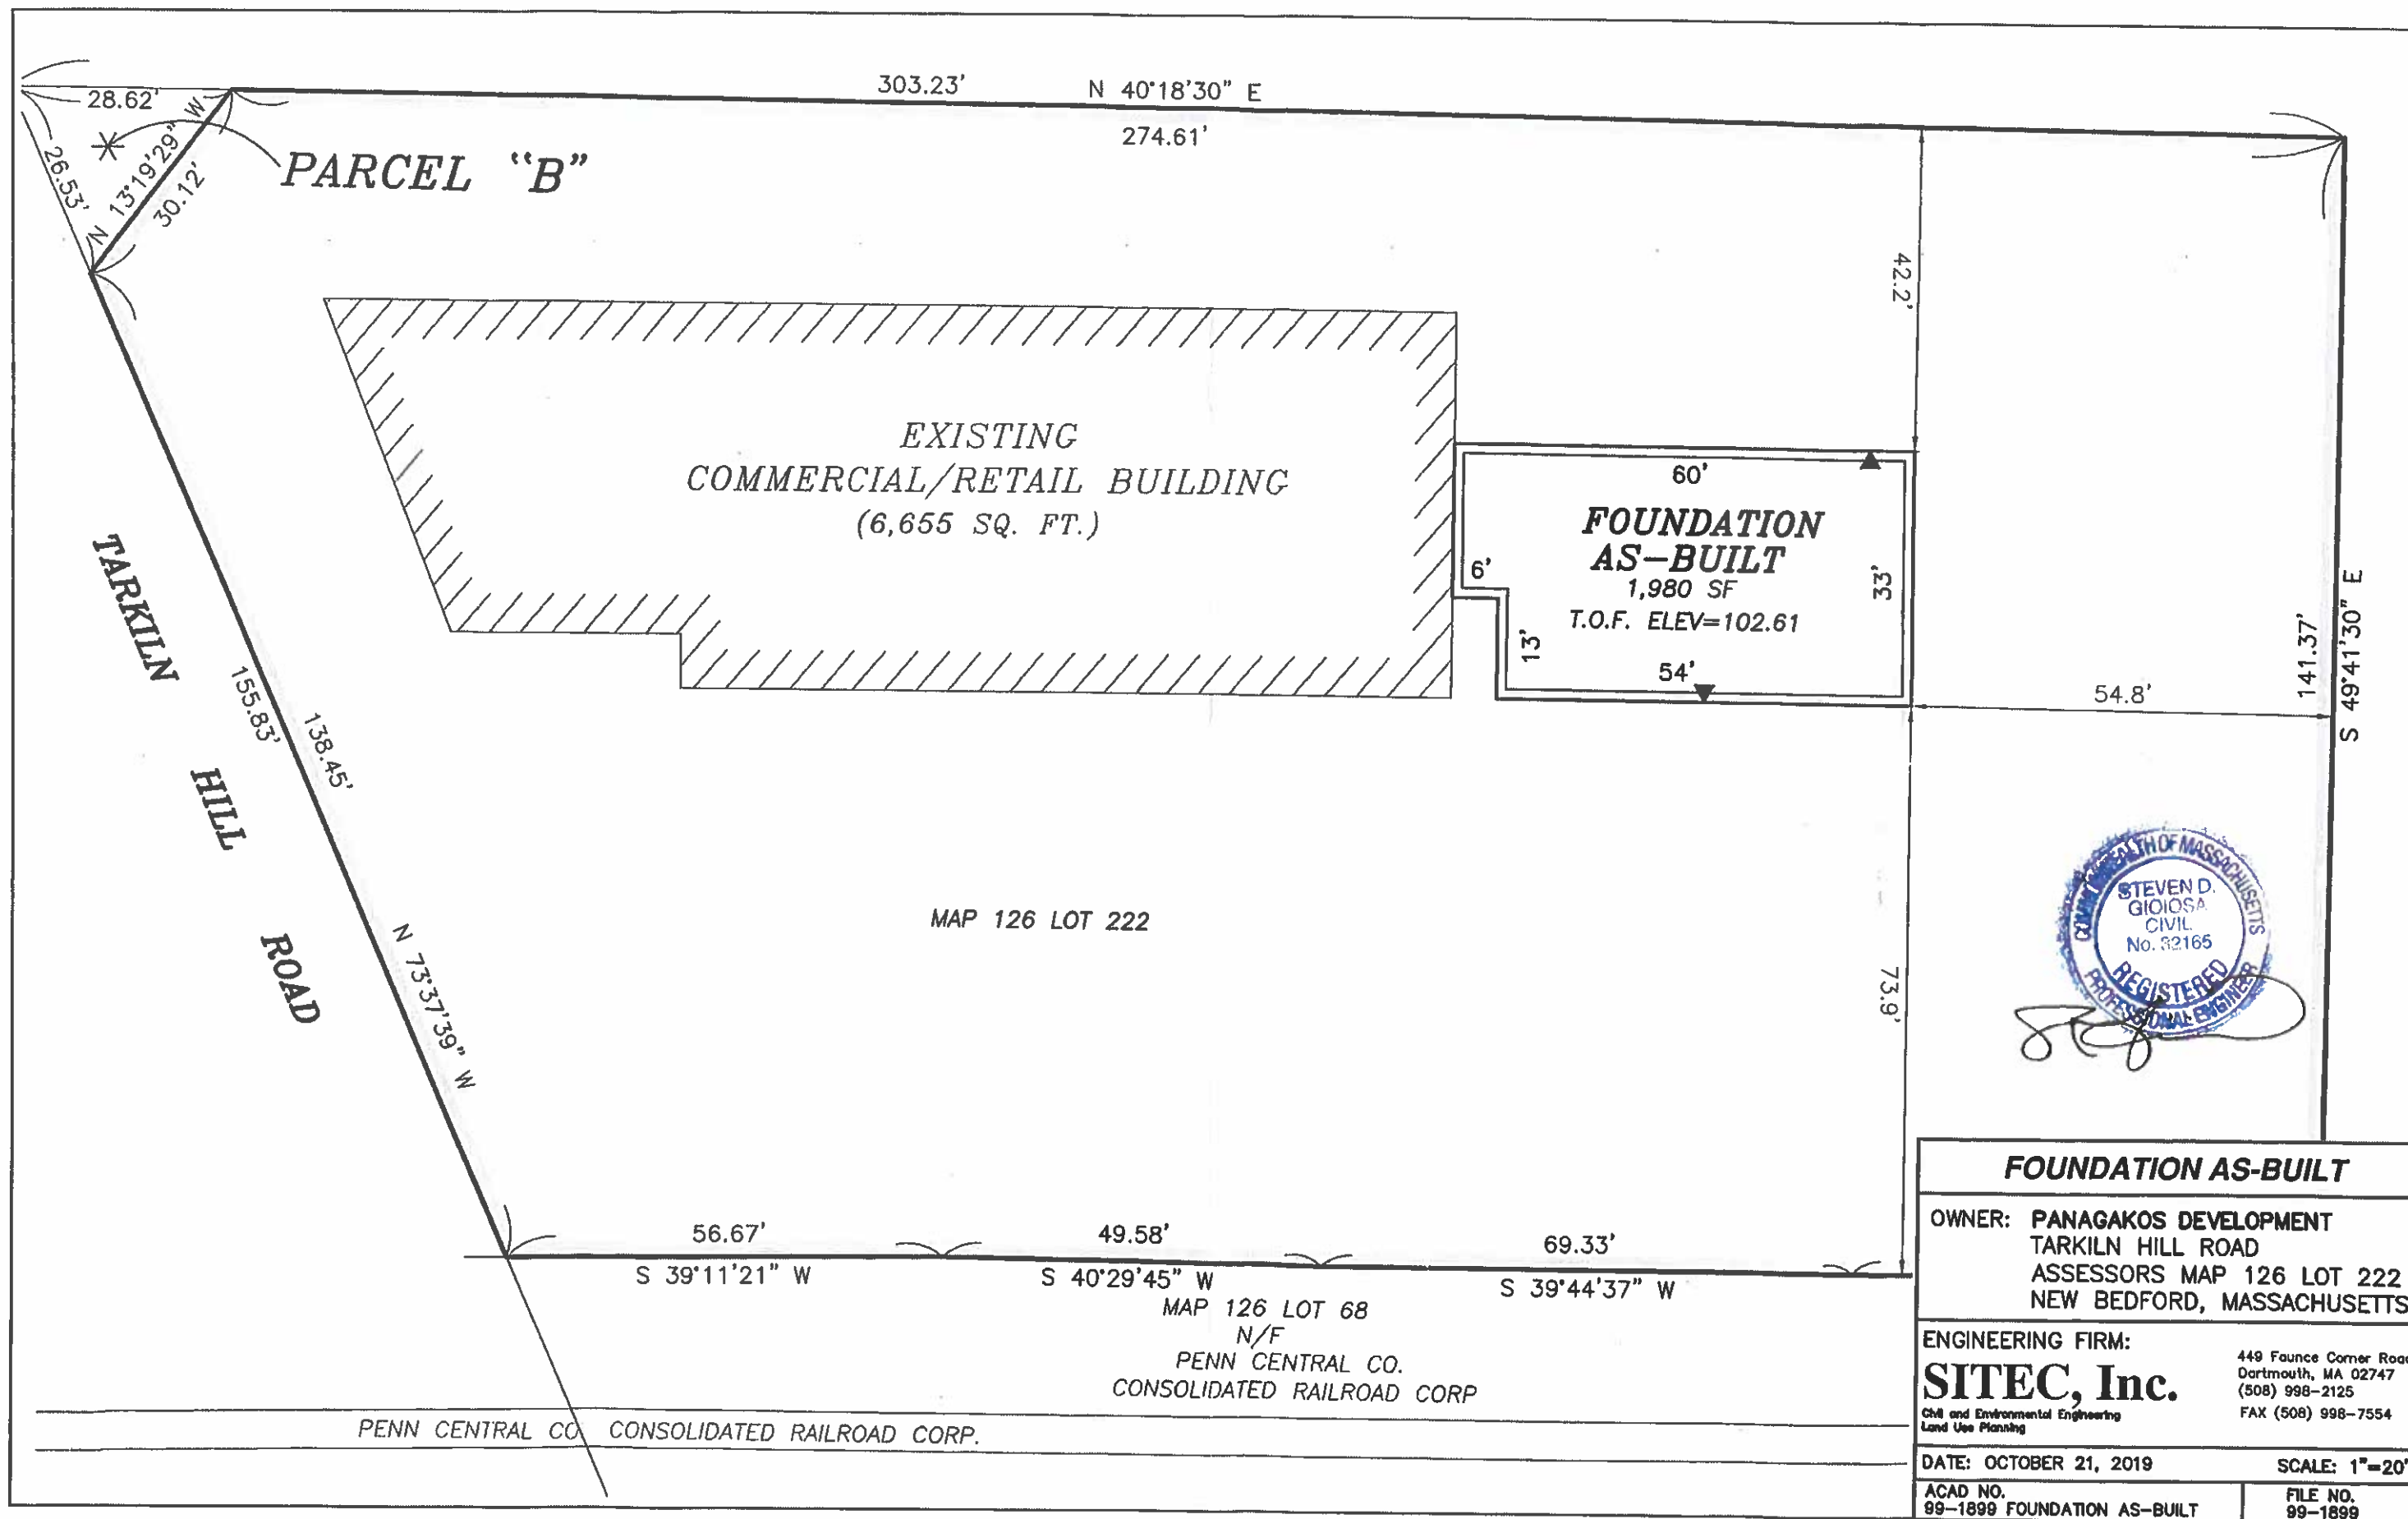 303.23' N 40°18'30" E
274.61'
28.62'
26.53'
N 13°19'29" W
30.12'
PARCEL “B”
42.2'
EXISTING
COMMERCIAL/RETAIL BUILDING
(6,655 SQ. FT.)
60'
FOUNDATION
AS-BUILT
1,980 SF
T.O.F. ELEV=102.61
6'
33'
13'
54'
54.8'
141.37'
S 49°41'30" E
TARKILN HILL ROAD
155.83'
138.45'
N 73°37'39" W
MAP 126 LOT 222
73.9'
COMMONWEALTH OF MASSACHUSETTS
STEVEN D.
GIOIOSA
CIVIL
No. 32165
REGISTERED
PROFESSIONAL ENGINEER
56.67' 49.58' 69.33'
S 39°11'21" W S 40°29'45" W S 39°44'37" W
MAP 126 LOT 68
N/F
PENN CENTRAL CO.
CONSOLIDATED RAILROAD CORP
PENN CENTRAL CO. CONSOLIDATED RAILROAD CORP.
FOUNDATION AS-BUILT
OWNER: PANAGAKOS DEVELOPMENT
TARKILN HILL ROAD
ASSESSORS MAP 126 LOT 222
NEW BEDFORD, MASSACHUSETTS
ENGINEERING FIRM:
SITEC, Inc.
Civil and Environmental Engineering
Land Use Planning
449 Faunce Corner Road
Dartmouth, MA 02747
(508) 998-2125
FAX (508) 998-7554
DATE: OCTOBER 21, 2019 SCALE: 1"=20'
ACAD NO.
99-1899 FOUNDATION AS-BUILT
FILE NO.
99-1899